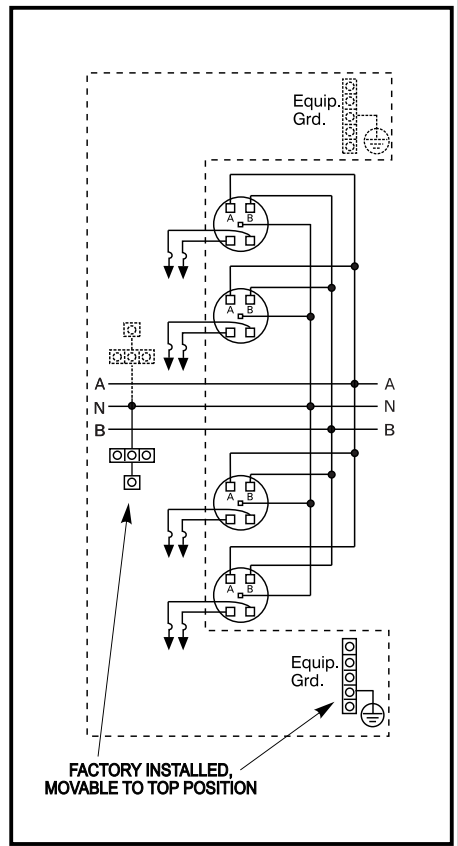 Equip.
Grd.
A B
A B
A A
N N
B B
A B
A B
Equip.
Grd.
FACTORY INSTALLED,
MOVABLE TO TOP POSITION